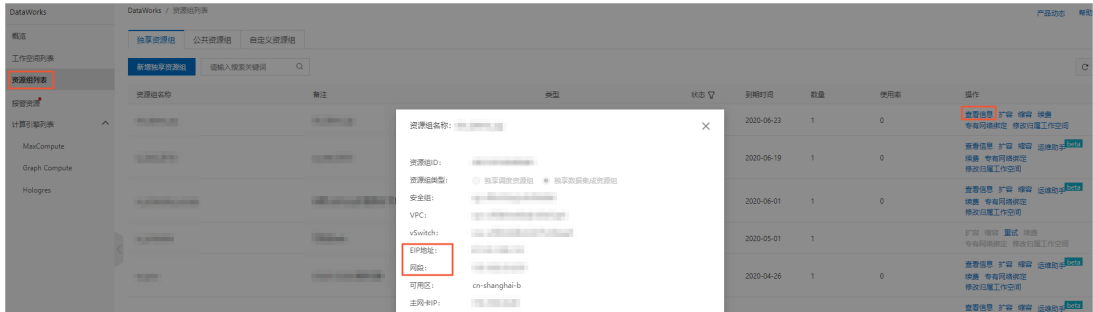 DataWorks
DataWorks / 资源组列表
产品动态 帮助
概览
工作空间列表
资源组列表
报警资源
计算引擎列表
MaxCompute
Graph Compute
Hologres
独享资源组 公共资源组 自定义资源组
新增独享资源组 请输入搜索关键词
资源组名称 备注 类型 状态 到期时间 数量 使用率 操作
2020-06-23 1 0 查看信息 扩容 缩容 续费
专有网络绑定 修改归属工作空间
2020-06-19 1 0 查看信息 扩容 缩容 运维助手 beta
续费 专有网络绑定
修改归属工作空间
2020-06-01 1 0 查看信息 扩容 缩容 运维助手 beta
续费 专有网络绑定
修改归属工作空间
2020-05-01 1 扩容 缩容 重试 续费
专有网络绑定 修改归属工作空间
2020-04-26 1 0 查看信息 扩容 缩容 运维助手 beta
续费 专有网络绑定
修改归属工作空间
查看信息 扩容 缩容 运维助手 beta
资源组名称:
资源组ID:
资源组类型: 独享调度资源组 独享数据集成资源组
安全组:
VPC:
vSwitch:
EIP地址:
网段:
可用区: cn-shanghai-b
主网卡IP: